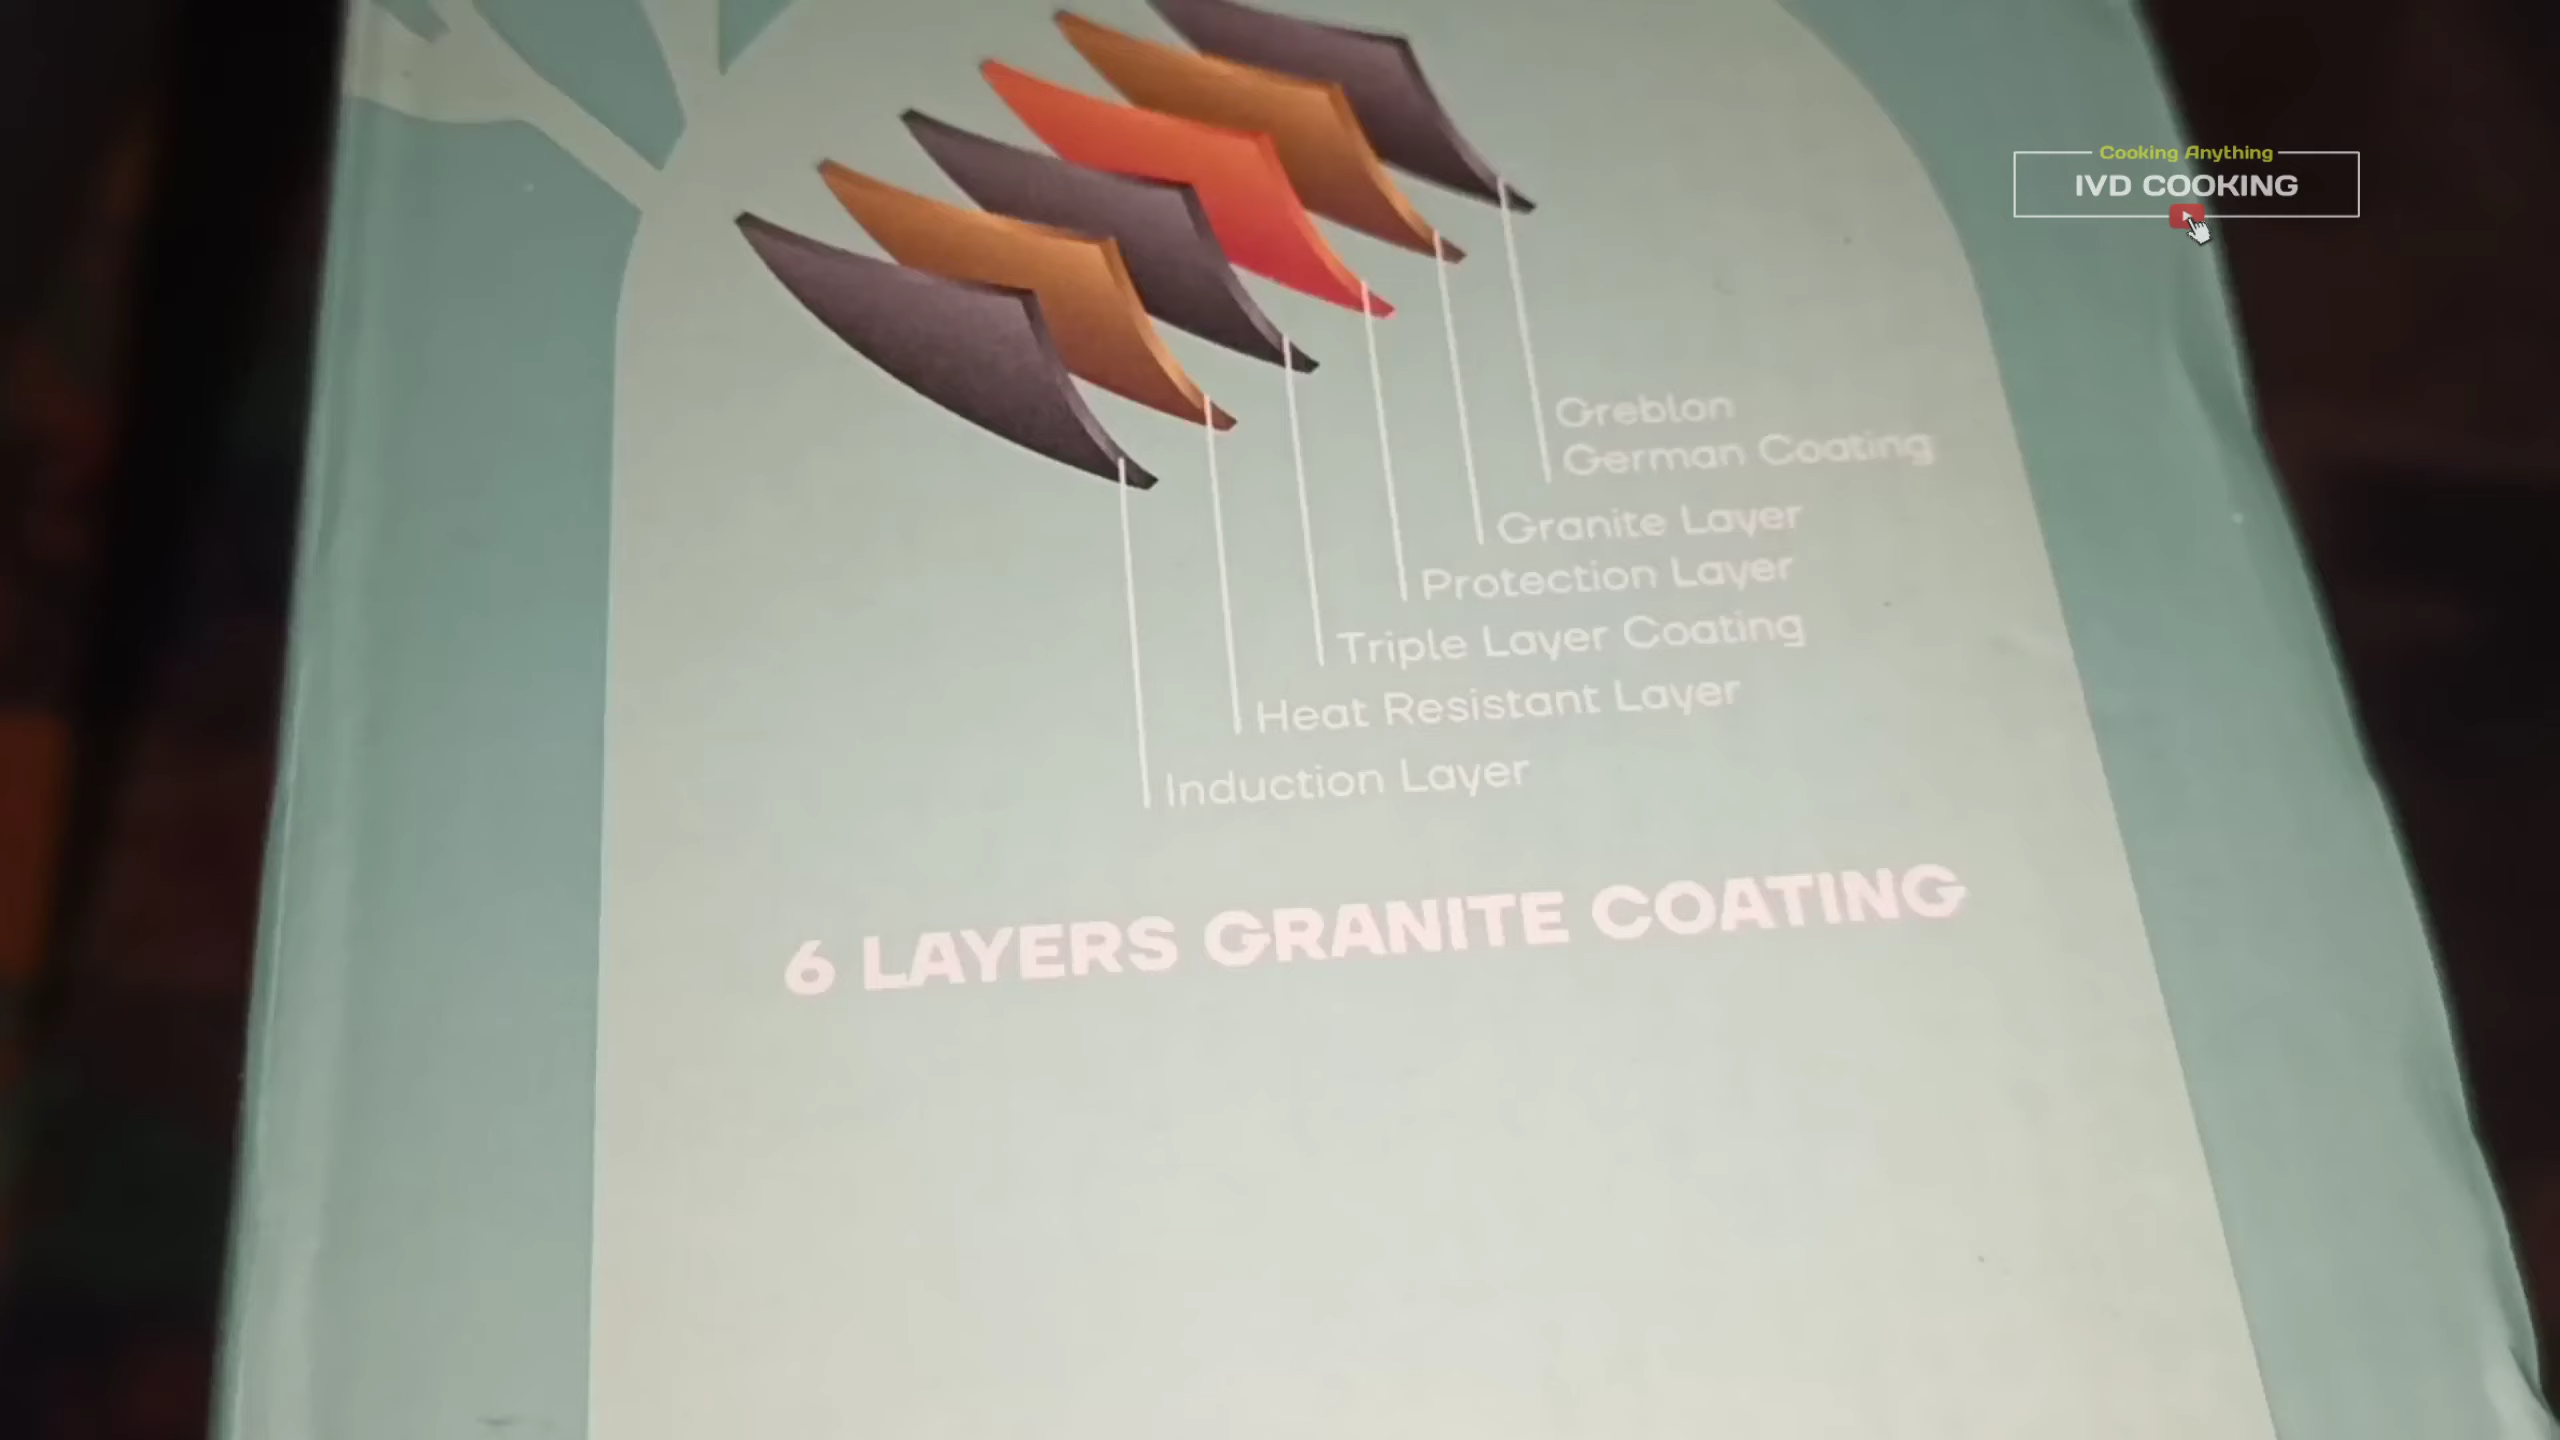 Cooking Anything
IVD COOKING
Greblon
German Coating
Granite Layer
Protection Layer
Triple Layer Coating
Heat Resistant Layer
Induction Layer
6 LAYERS GRANITE COATING